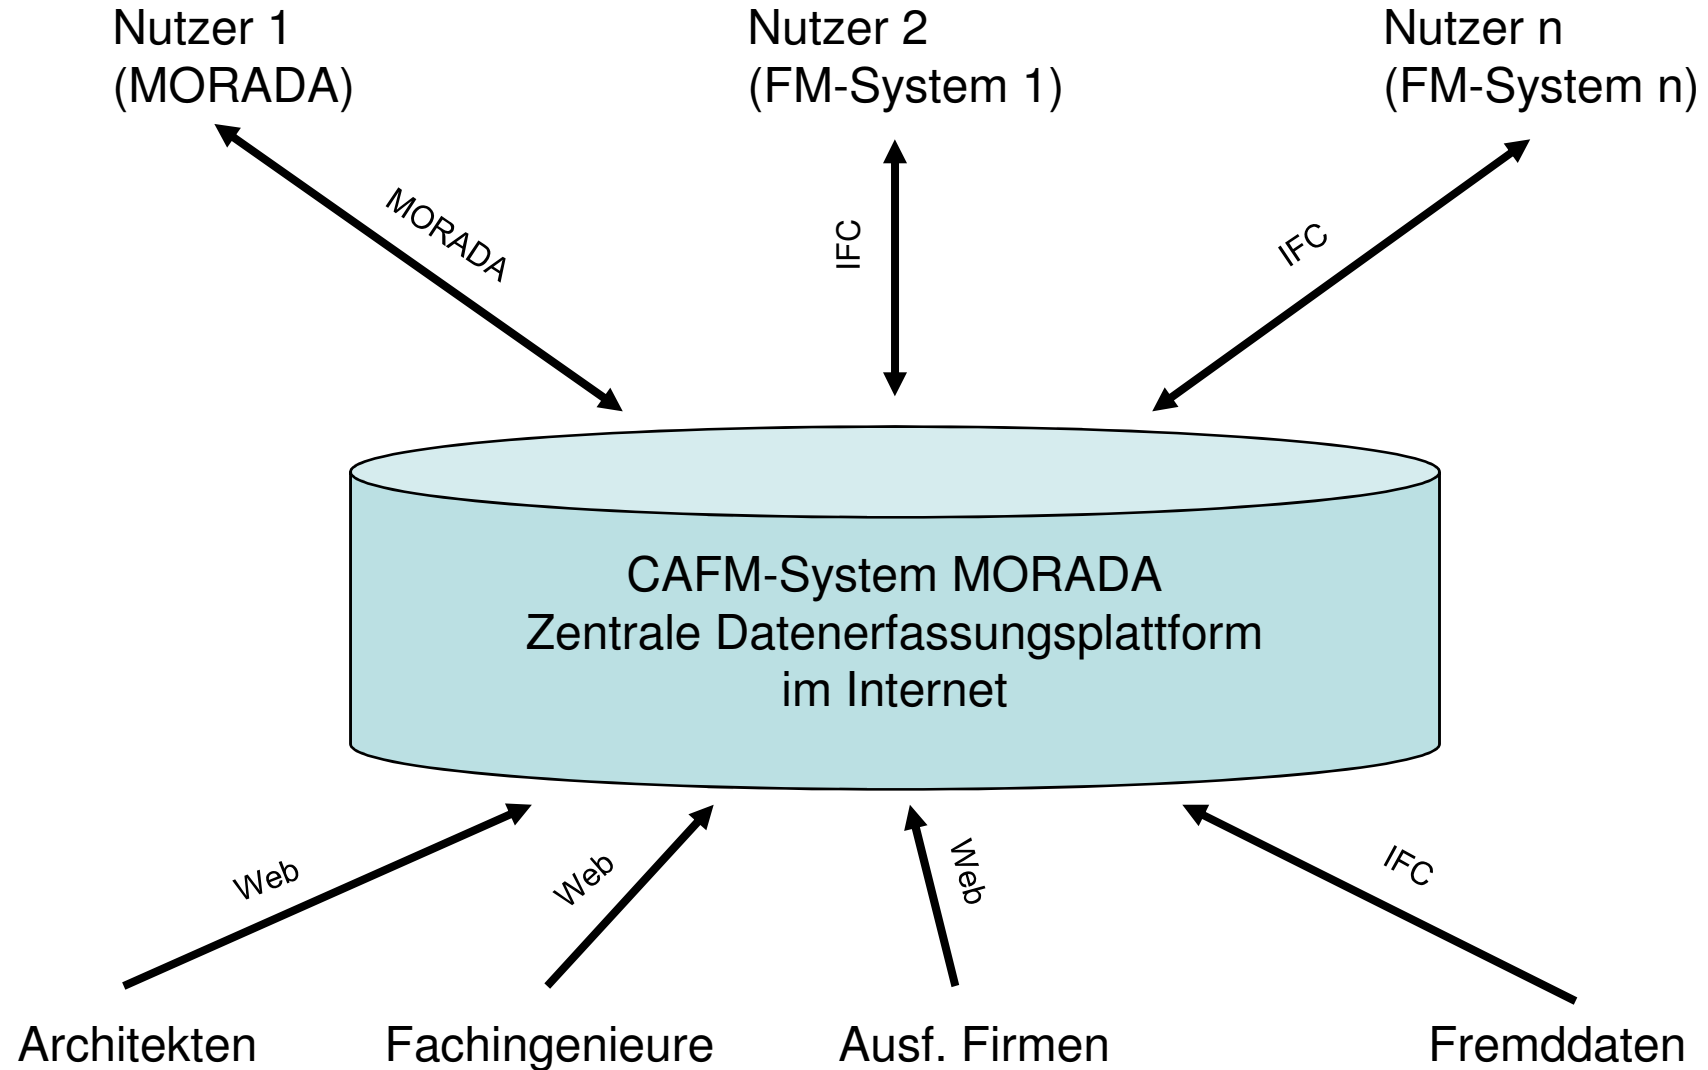 Nutzer 1
(MORADA)
Nutzer 2
(FM-System 1)
Nutzer n
(FM-System n)
MORADA
IFC
IFC
CAFM-System MORADA
Zentrale Datenerfassungsplattform
im Internet
Web
Web
Web
IFC
Architekten
Fachingenieure
Ausf. Firmen
Fremddaten